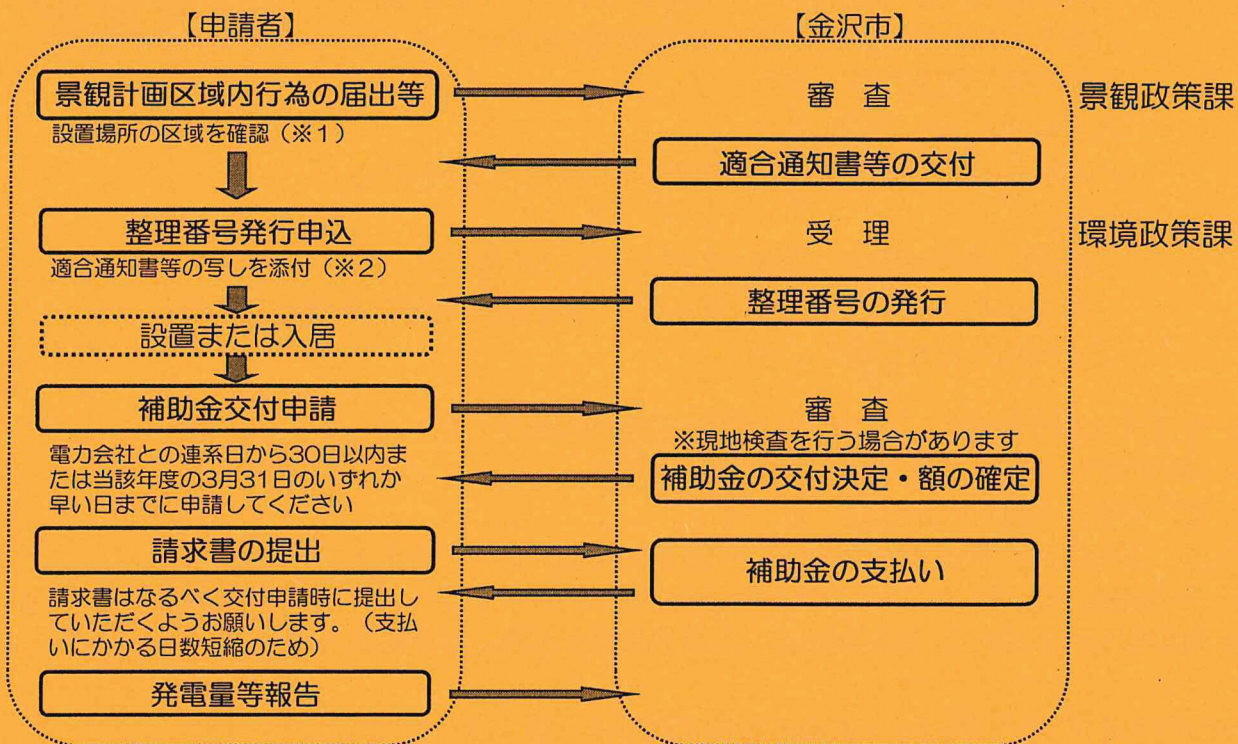 【申請者】
【金沢市】
景観計画区域内行為の届出等
審 査
景観政策課
設置場所の区域を確認（※１）
適合通知書等の交付
整理番号発行申込
受 理
環境政策課
適合通知書等の写しを添付（※２）
整理番号の発行
設置または入居
補助金交付申請
審 査
※現地検査を行う場合があります
電力会社との連系日から30日以内ま
たは当該年度の3月31日のいずれか
早い日までに申請してください
補助金の交付決定・額の確定
請求書の提出
補助金の支払い
請求書はなるべく交付申請時に提出し
ていただくようお願いします。（支払
いにかかる日数短縮のため）
発電量等報告